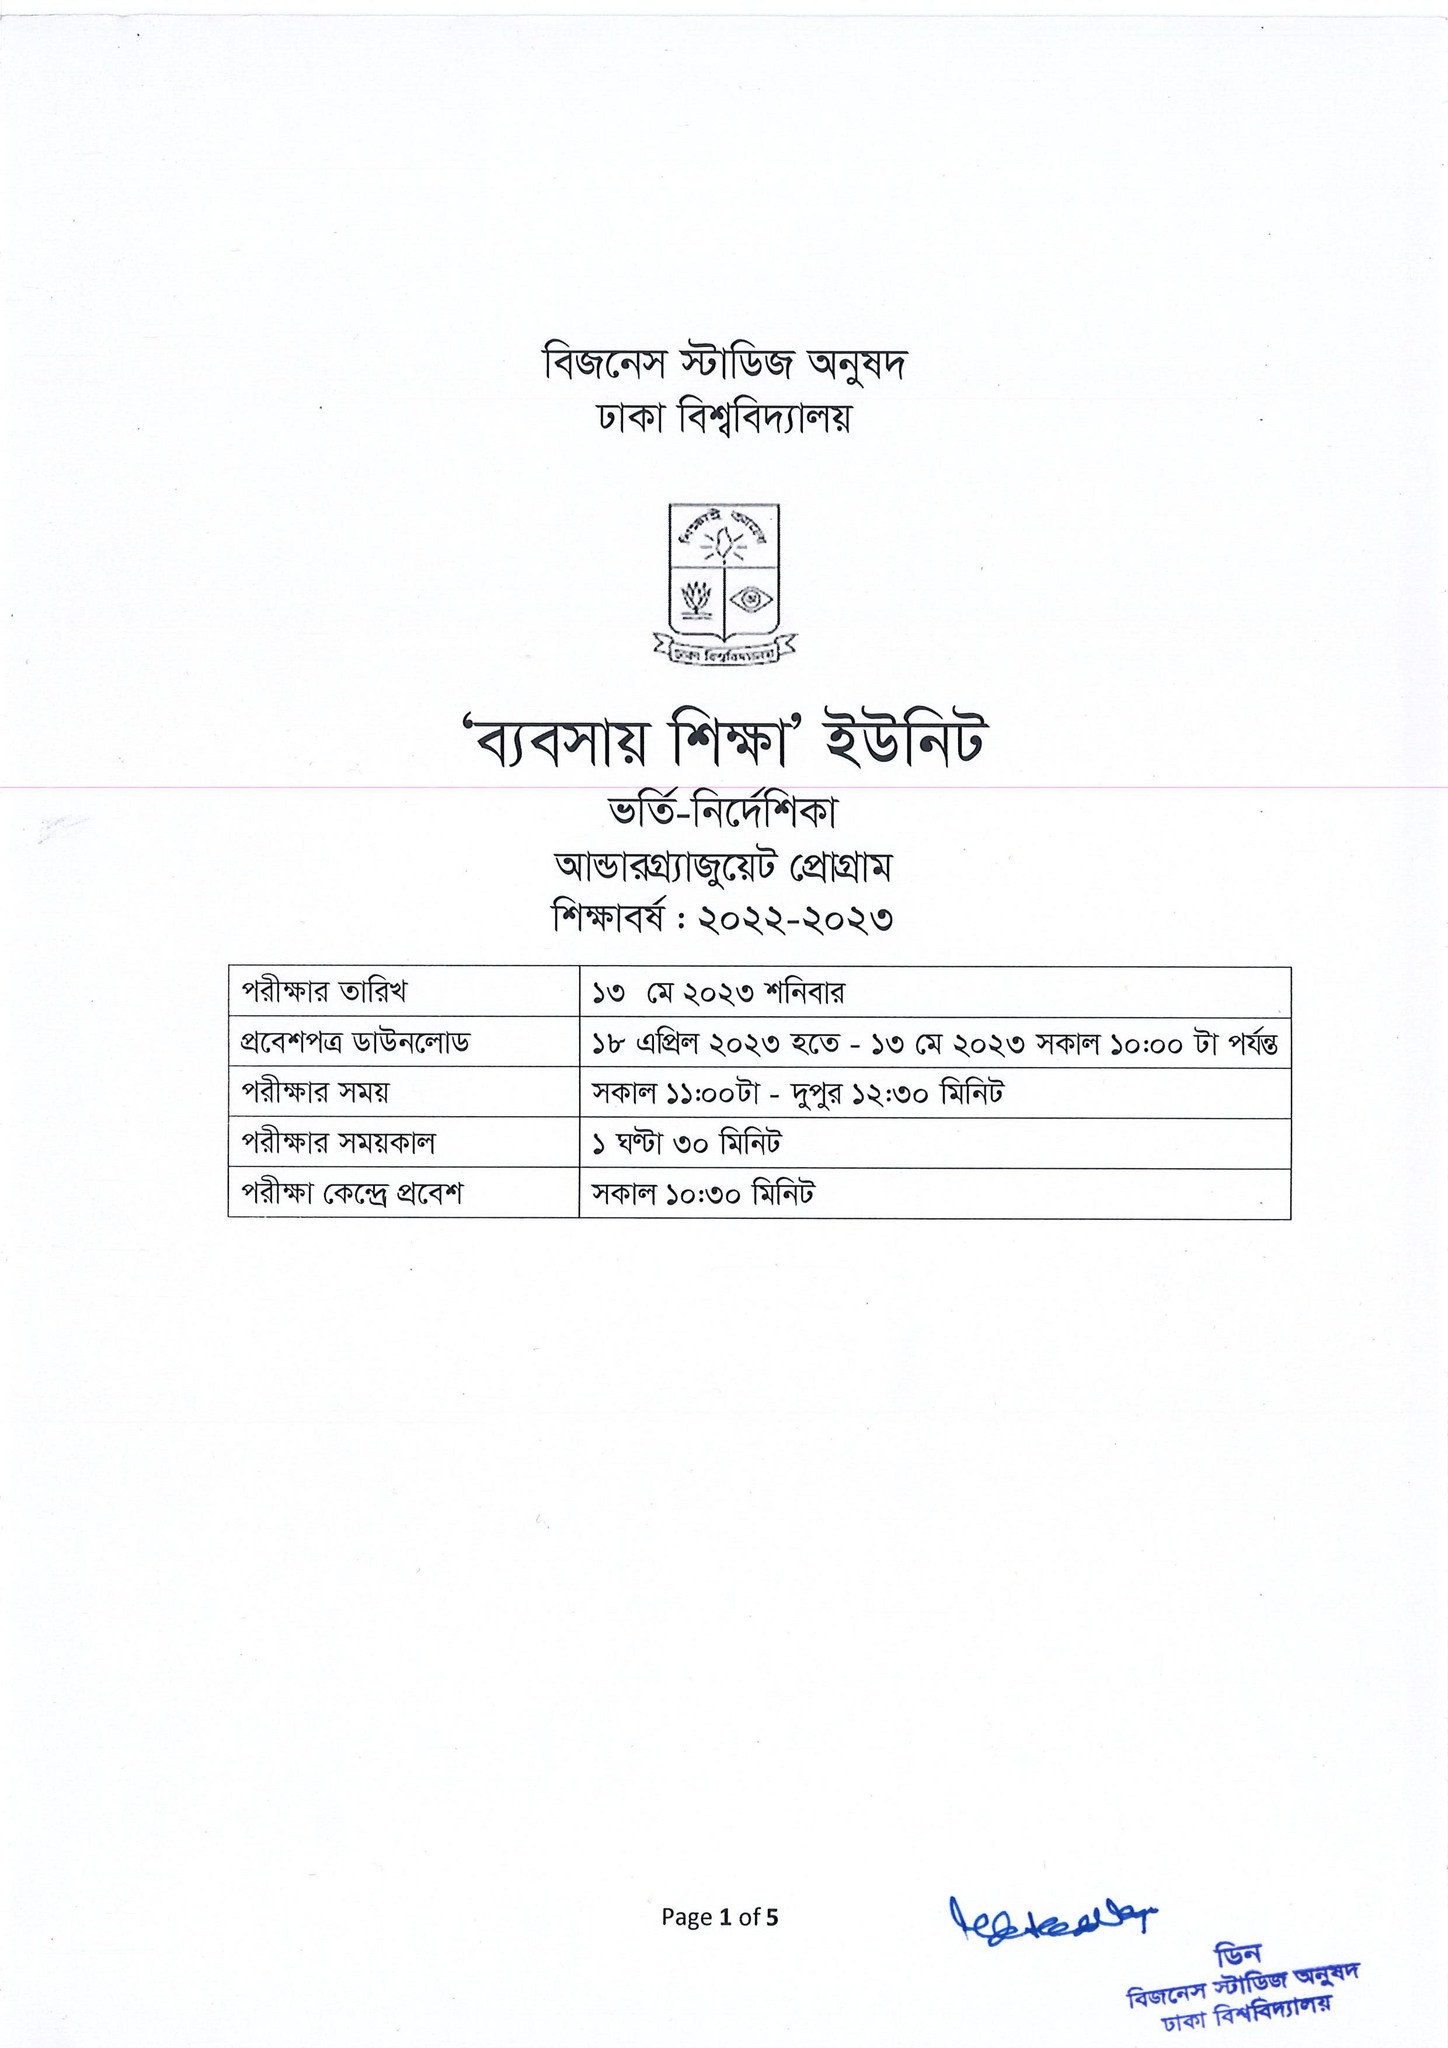 বিজনেস স্টাডিজ অনুষদ
ঢাকা বিশ্ববিদ্যালয়
শিক্ষাই আলো
ঢাকা বিশ্ববিদ্যালয়
‘ব্যবসায় শিক্ষা’ ইউনিট
ভর্তি-নির্দেশিকা
আন্ডারগ্র্যাজুয়েট প্রোগ্রাম
শিক্ষাবর্ষ : ২০২২-২০২৩
পরীক্ষার তারিখ ১৩ মে ২০২৩ শনিবার
প্রবেশপত্র ডাউনলোড ১৮ এপ্রিল ২০২৩ হতে - ১৩ মে ২০২৩ সকাল ১০:০০ টা পর্যন্ত
পরীক্ষার সময় সকাল ১১:০০টা - দুপুর ১২:৩০ মিনিট
পরীক্ষার সময়কাল ১ ঘণ্টা ৩০ মিনিট
পরীক্ষা কেন্দ্রে প্রবেশ সকাল ১০:৩০ মিনিট
Page 1 of 5
ডিন
বিজনেস স্টাডিজ অনুষদ
ঢাকা বিশ্ববিদ্যালয়